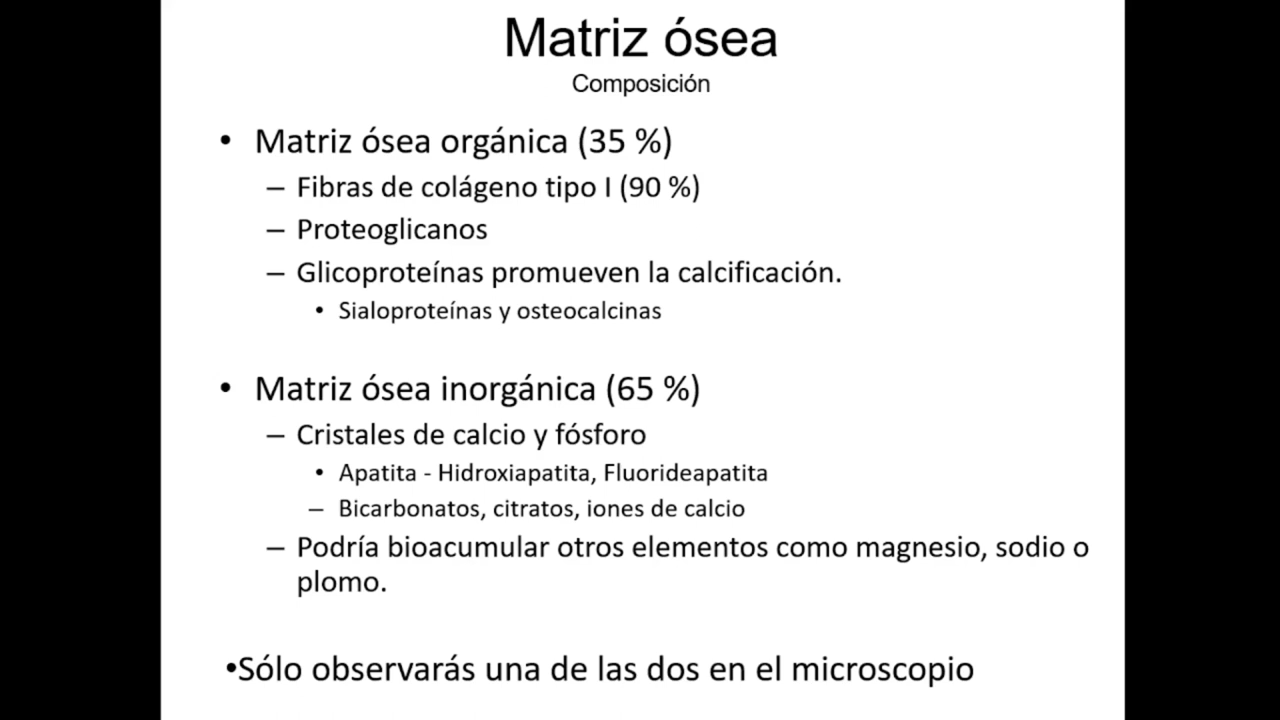 Matriz ósea
Composición
• Matriz ósea orgánica (35 %)
– Fibras de colágeno tipo I (90 %)
– Proteoglicanos
– Glicoproteínas promueven la calcificación.
• Sialoproteínas y osteocalcinas
• Matriz ósea inorgánica (65 %)
– Cristales de calcio y fósforo
• Apatita - Hidroxiapatita, Fluorideapatita
– Bicarbonatos, citratos, iones de calcio
– Podría bioacumular otros elementos como magnesio, sodio o
plomo.
•Sólo observarás una de las dos en el microscopio